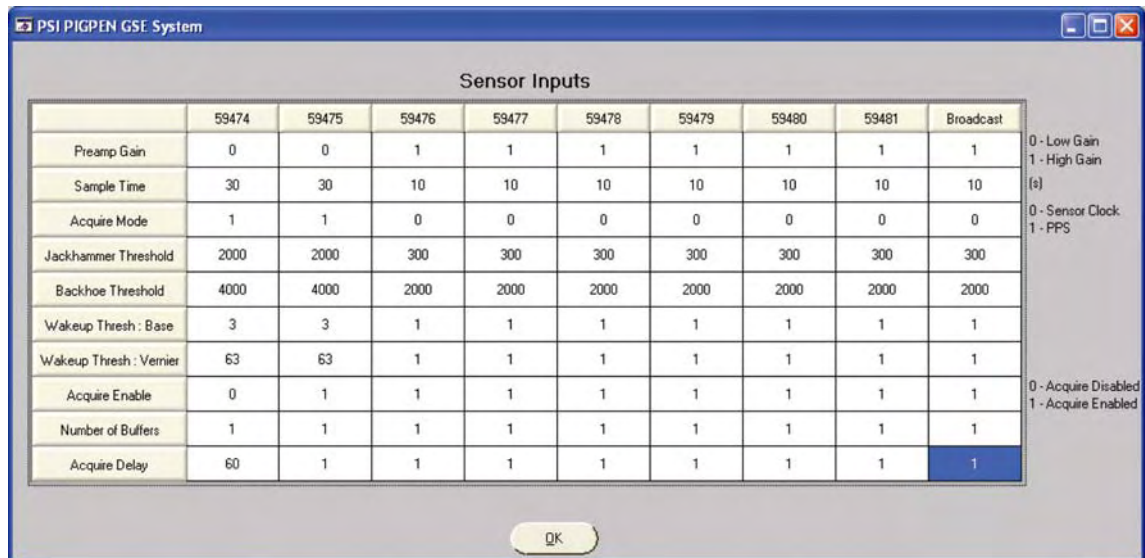 PSI PIGPEN GSE System
Sensor Inputs
59474 59475 59476 59477 59478 59479 59480 59481 Broadcast
Preamp Gain 0 0 1 1 1 1 1 1 1 0 - Low Gain
1 - High Gain
Sample Time 30 30 10 10 10 10 10 10 10 (s)
Acquire Mode 1 1 0 0 0 0 0 0 0 0 - Sensor Clock
1 - PPS
Jackhammer Threshold 2000 2000 300 300 300 300 300 300 300
Backhoe Threshold 4000 4000 2000 2000 2000 2000 2000 2000 2000
Wakeup Thresh : Base 3 3 1 1 1 1 1 1 1
Wakeup Thresh : Vernier 63 63 1 1 1 1 1 1 1
Acquire Enable 0 1 1 1 1 1 1 1 1 0 - Acquire Disabled
1 - Acquire Enabled
Number of Buffers 1 1 1 1 1 1 1 1 1
Acquire Delay 60 1 1 1 1 1 1 1 1
OK